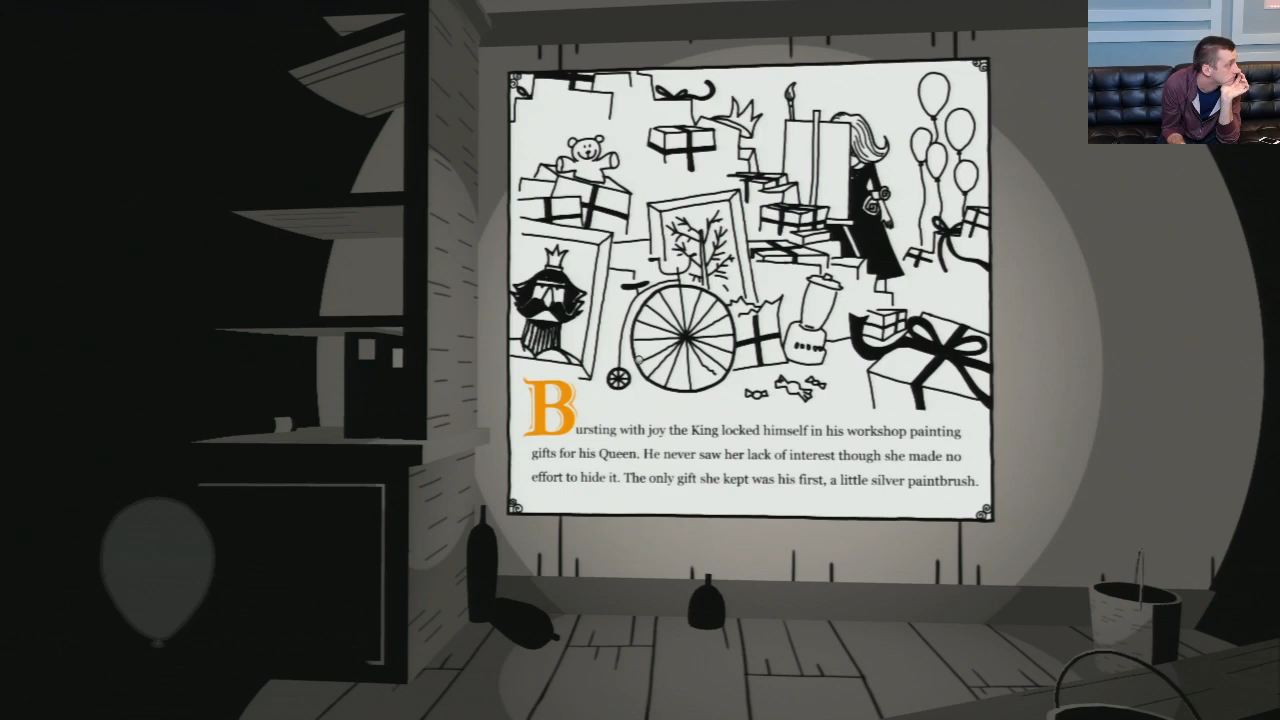 Bursting with joy the King locked himself in his workshop painting
gifts for his Queen. He never saw her lack of interest though she made no
effort to hide it. The only gift she kept was his first, a little silver paintbrush.